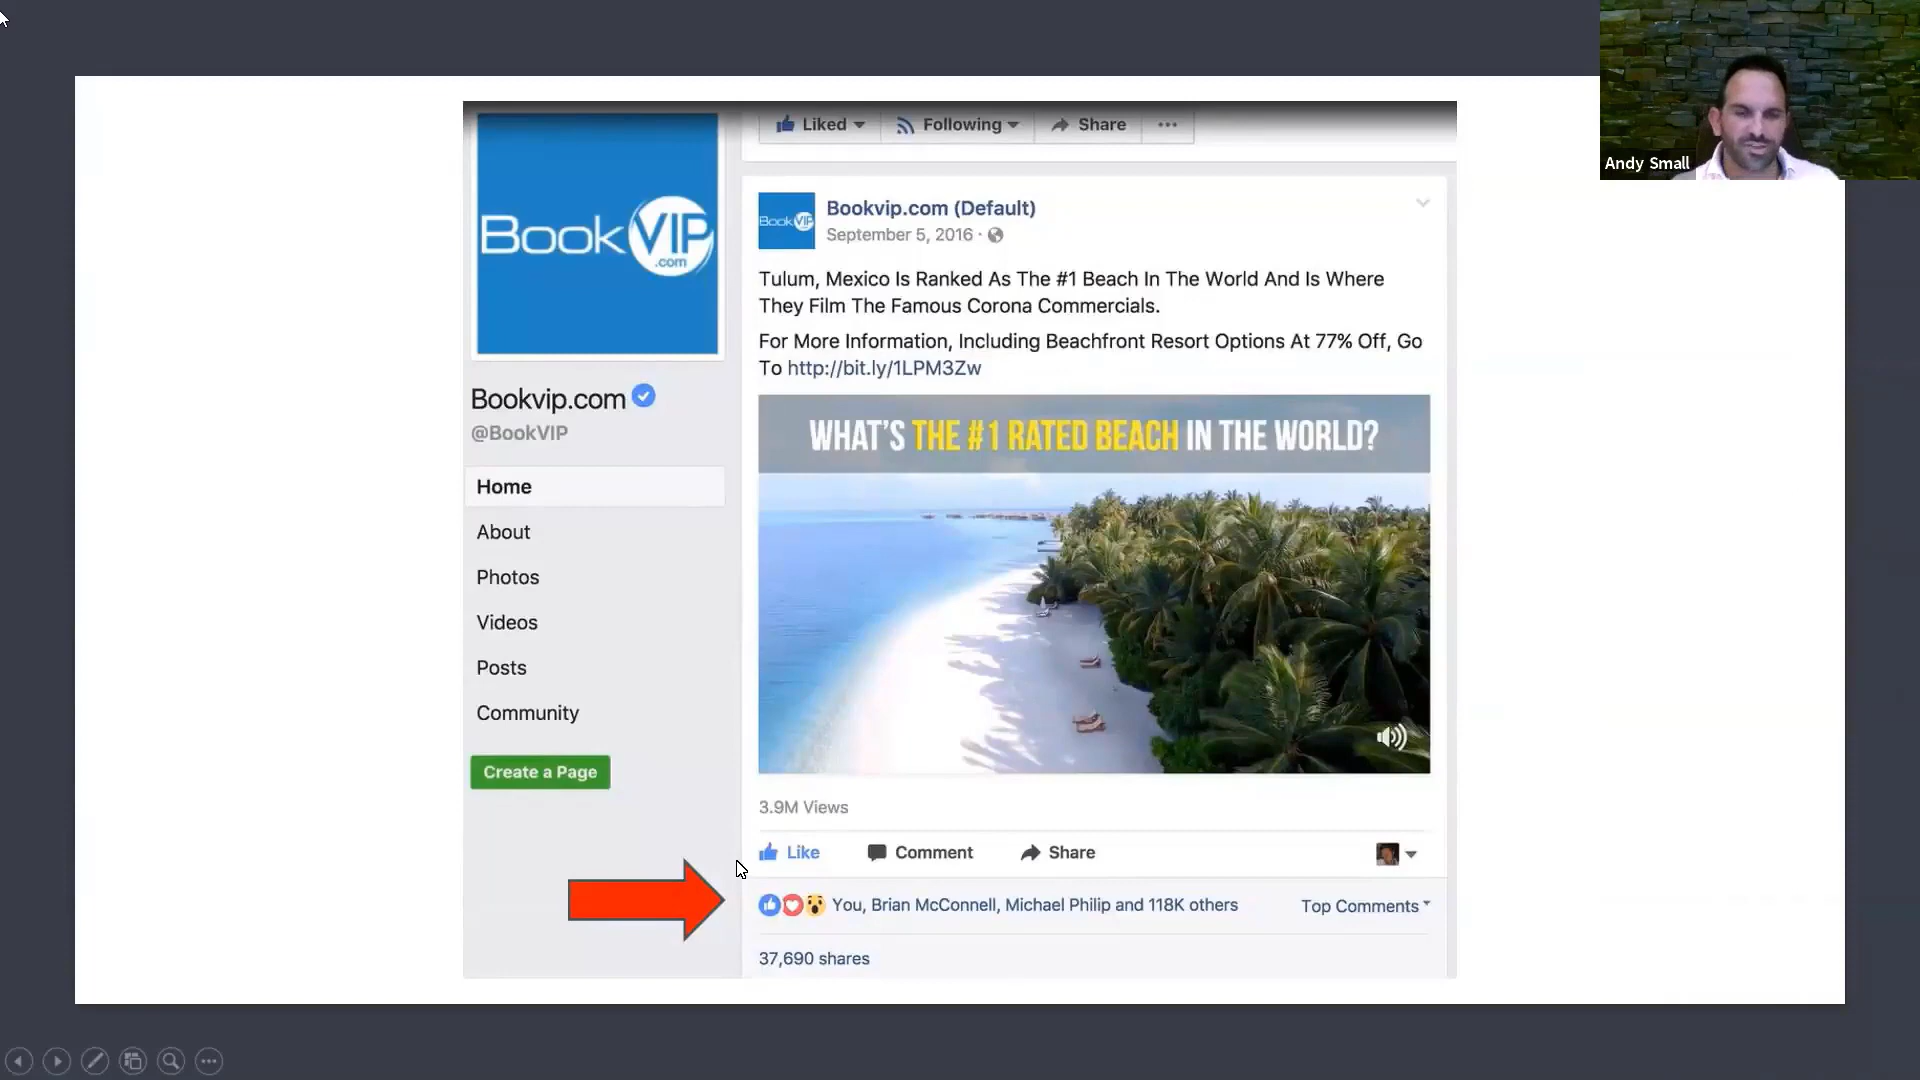 Liked
Following
Share
Andy Small
BookVIP
.com
BookVIP
Bookvip.com (Default)
September 5, 2016
Tulum, Mexico Is Ranked As The #1 Beach In The World And Is Where
They Film The Famous Corona Commercials.
For More Information, Including Beachfront Resort Options At 77% Off, Go
To http://bit.ly/1LPM3Zw
Bookvip.com
@BookVIP
Home
About
Photos
Videos
Posts
Community
Create a Page
WHAT'S THE #1 RATED BEACH IN THE WORLD?
3.9M Views
Like
Comment
Share
You, Brian McConnell, Michael Philip and 118K others
Top Comments
37,690 shares